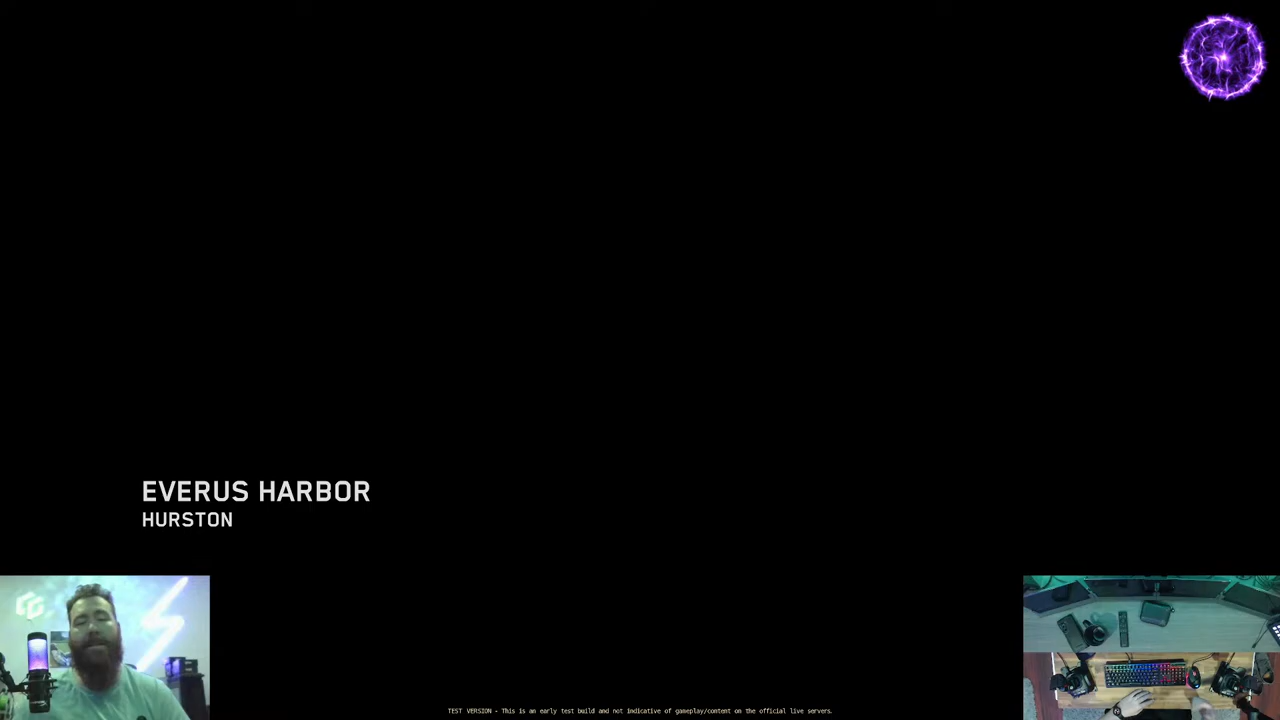 EVERUS HARBOR
HURSTON
TEST VERSION - This is an early test build and not indicative of gameplay/content on the official live servers.